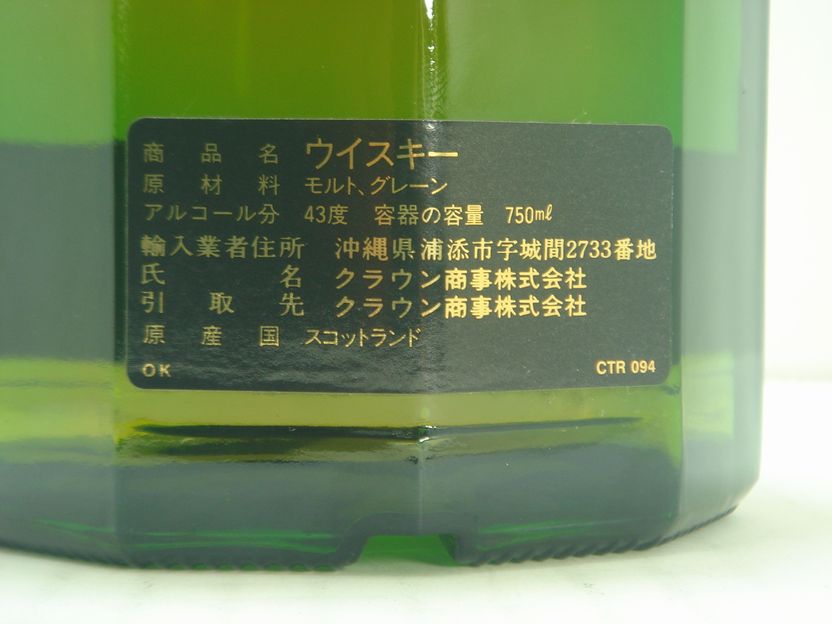 商品名 ウイスキー
原材料 モルト、グレーン
アルコール分 43度 容器の容量 750mℓ
輸入業者住所 沖縄県浦添市字城間2733番地
氏名 クラウン商事株式会社
引取先 クラウン商事株式会社
原産国 スコットランド
OK CTR 094